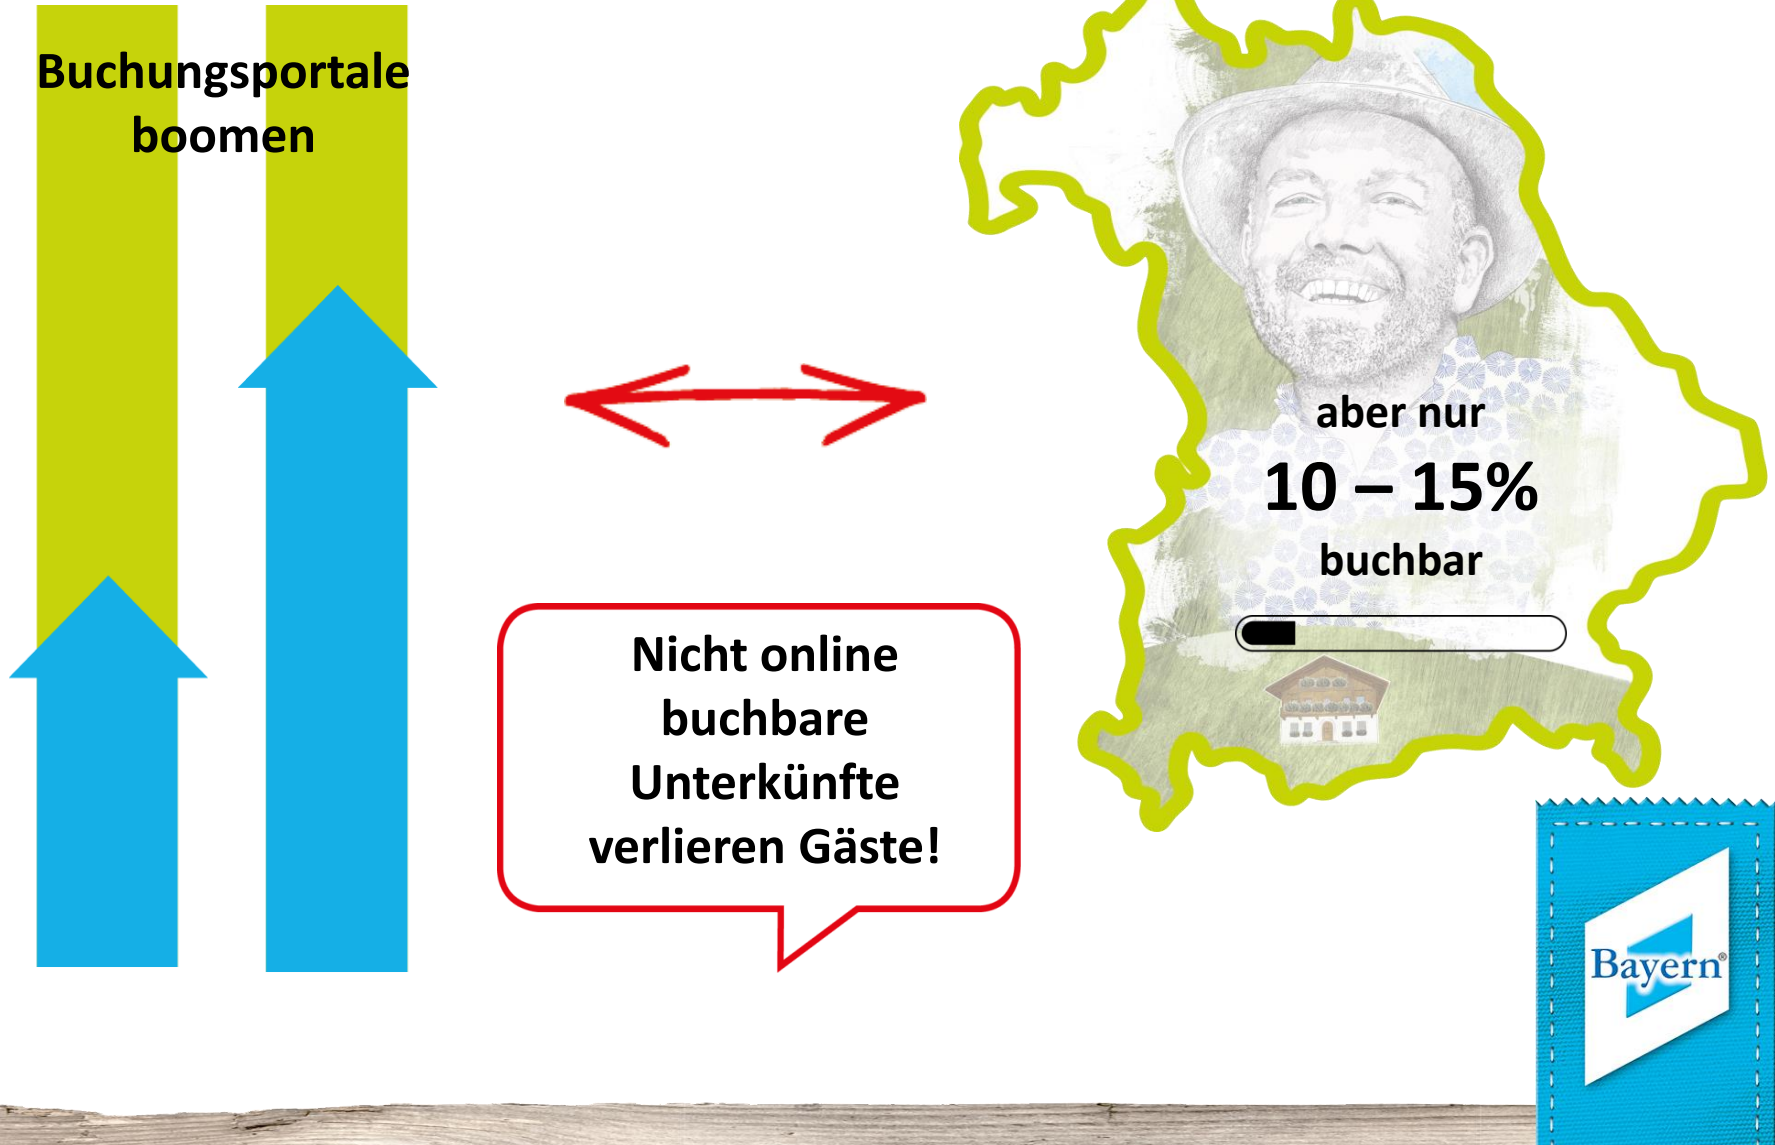 Buchungsportale
boomen
aber nur
10 – 15%
buchbar
Nicht online
buchbare
Unterkünfte
verlieren Gäste!
Bayern®